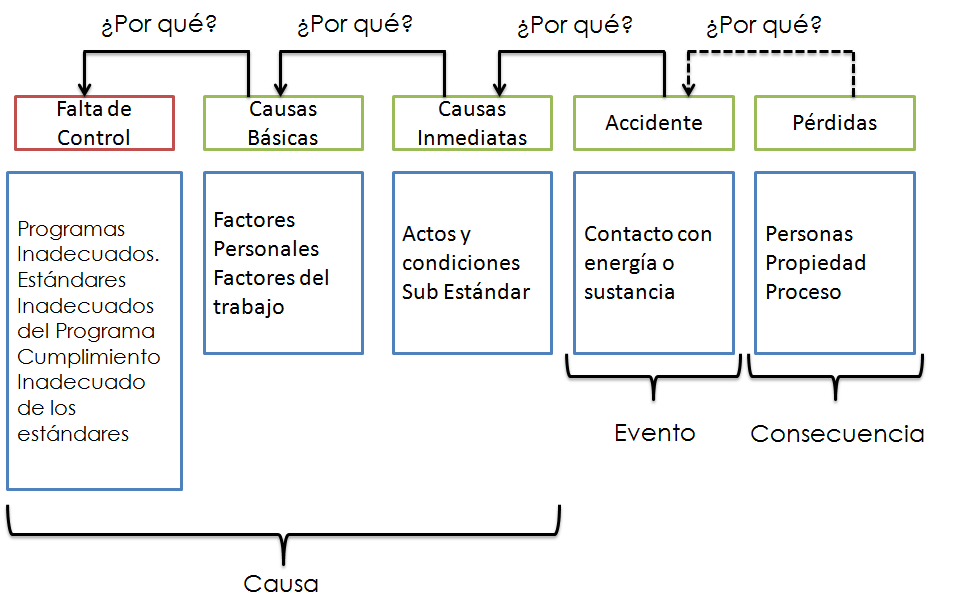 ¿Por qué?
¿Por qué?
¿Por qué?
¿Por qué?
Falta de
Control
Causas
Básicas
Causas
Inmediatas
Accidente
Pérdidas
Programas
Inadecuados.
Estándares
Inadecuados
del Programa
Cumplimiento
Inadecuado
de los
estándares
Factores
Personales
Factores del
trabajo
Actos y
condiciones
Sub Estándar
Contacto con
energía o
sustancia
Personas
Propiedad
Proceso
Evento
Consecuencia
Causa